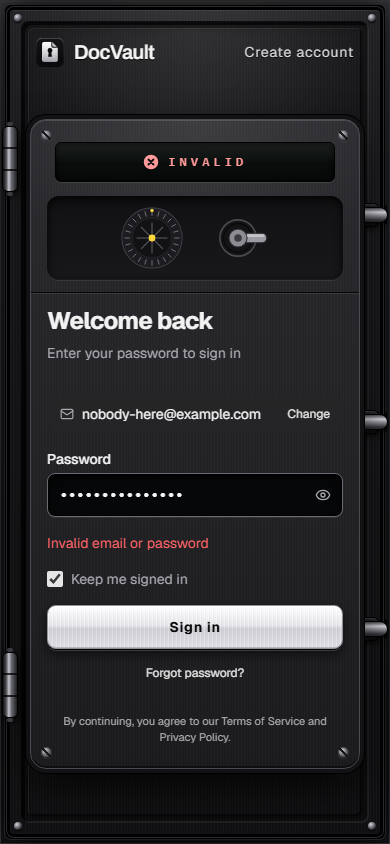 DocVault
Create account
INVALID
Welcome back
Enter your password to sign in
nobody-here@example.com
Change
Password
•••••••••••••••
Invalid email or password
Keep me signed in
Sign in
Forgot password?
By continuing, you agree to our Terms of Service and
Privacy Policy.